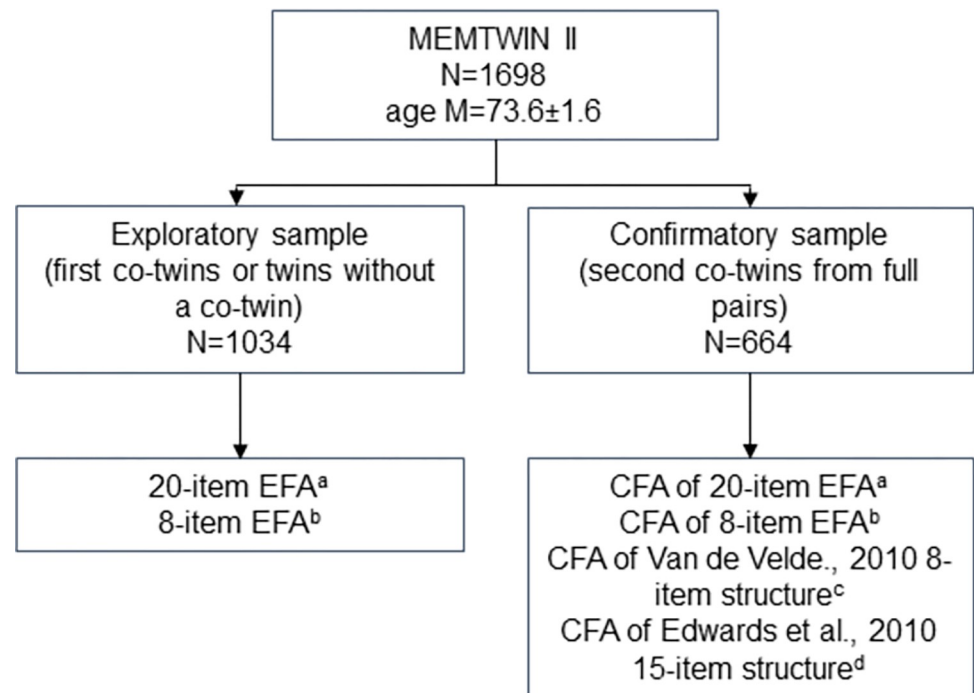 MEMTWIN II
N=1698
age M=73.6±1.6
Exploratory sample
(first co-twins or twins without
a co-twin)
N=1034
Confirmatory sample
(second co-twins from full
pairs)
N=664
20-item EFAᵃ
8-item EFAᵇ
CFA of 20-item EFAᵃ
CFA of 8-item EFAᵇ
CFA of Van de Velde., 2010 8-
item structureᶜ
CFA of Edwards et al., 2010
15-item structureᵈ